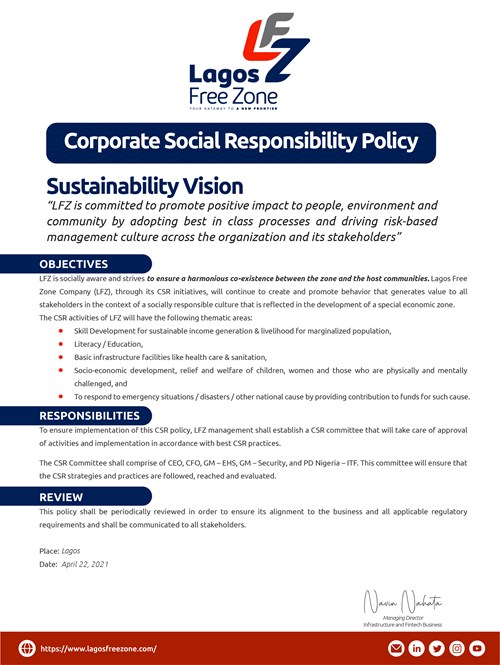 LFZ
Lagos
Free Zone
YOUR GATEWAY TO A NEW FRONTIER
Corporate Social Responsibility Policy
Sustainability Vision
“LFZ is committed to promote positive impact to people, environment and
community by adopting best in class processes and driving risk-based
management culture across the organization and its stakeholders”
OBJECTIVES
LFZ is socially aware and strives to ensure a harmonious co-existence between the zone and the host communities. Lagos Free
Zone Company (LFZ), through its CSR initiatives, will continue to create and promote behavior that generates value to all
stakeholders in the context of a socially responsible culture that is reflected in the development of a special economic zone.
The CSR activities of LFZ will have the following thematic areas:
• Skill Development for sustainable income generation & livelihood for marginalized population,
• Literacy / Education,
• Basic infrastructure facilities like health care & sanitation,
• Socio-economic development, relief and welfare of children, women and those who are physically and mentally
challenged, and
• To respond to emergency situations / disasters / other national cause by providing contribution to funds for such cause.
RESPONSIBILITIES
To ensure implementation of this CSR policy, LFZ management shall establish a CSR committee that will take care of approval
of activities and implementation in accordance with best CSR practices.
The CSR Committee shall comprise of CEO, CFO, GM – EHS, GM – Security, and PD Nigeria – ITF. This committee will ensure that
the CSR strategies and practices are followed, reached and evaluated.
REVIEW
This policy shall be periodically reviewed in order to ensure its alignment to the business and all applicable regulatory
requirements and shall be communicated to all stakeholders.
Place: Lagos
Date: April 22, 2021
Navin Nahata
Managing Director
Infrastructure and Fintech Business
https://www.lagosfreezone.com/